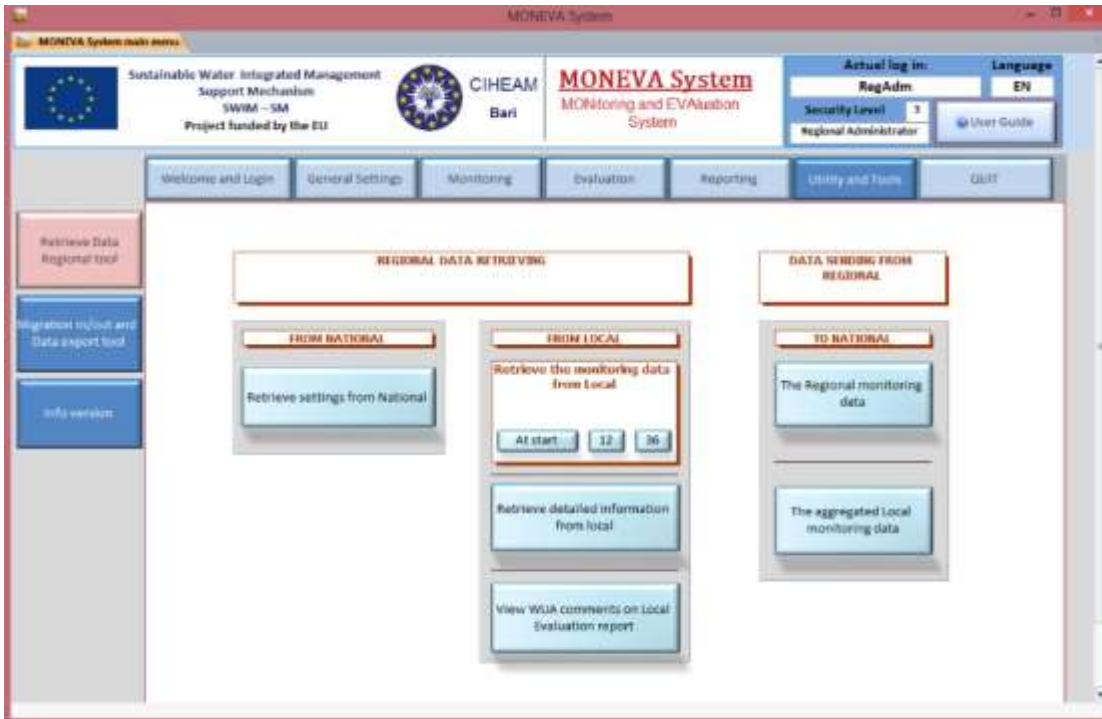 MONEVA System
MONEVA System main menu
Sustainable Water Integrated Management
Support Mechanism
SWIM – SM
Project funded by the EU
CIHEAM
Bari
MONEVA System
MONitoring and EVAluation
System
Actual log in:
Language
RegAdm
EN
Security Level
3
Regional Administrator
User Guide
Welcome and Login
General Settings
Monitoring
Evaluation
Reporting
Utility and Tools
QUIT
Retrieve Data
Regional tool
Migration in/out and
Data export tool
Info version
REGIONAL DATA RETRIEVING
DATA SENDING FROM
REGIONAL
FROM NATIONAL
FROM LOCAL
TO NATIONAL
Retrieve settings from National
Retrieve the monitoring data
from Local
At start
12
36
Retrieve detailed information
from local
View WUA comments on Local
Evaluation report
The Regional monitoring
data
The aggregated Local
monitoring data